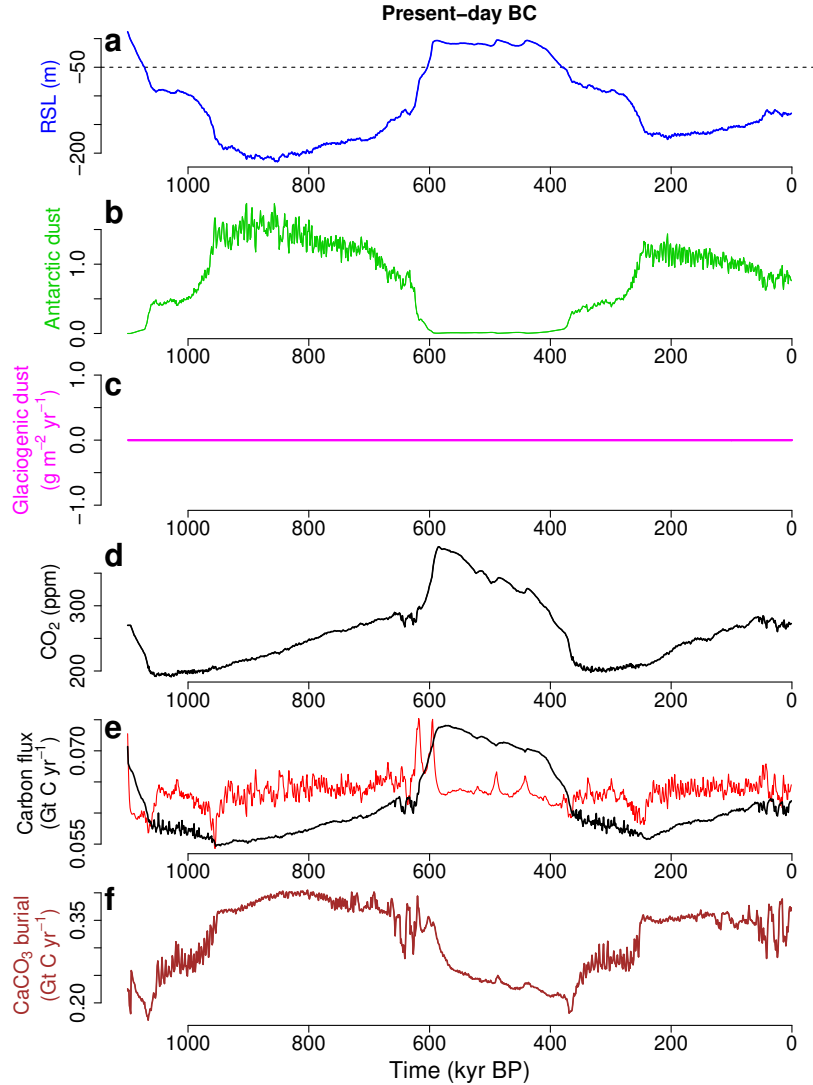 Present−day BC
a
RSL (m)
−50
−200
1000 800 600 400 200 0
b
Antarctic dust
1.0
0.0
1000 800 600 400 200 0
c
Glaciogenic dust
(g m−2 yr−1)
1.0
0.0
−1.0
1000 800 600 400 200 0
d
CO2 (ppm)
300
200
1000 800 600 400 200 0
e
Carbon flux
(Gt C yr−1)
0.070
0.055
1000 800 600 400 200 0
f
CaCO3 burial
(Gt C yr−1)
0.35
0.20
1000 800 600 400 200 0
Time (kyr BP)